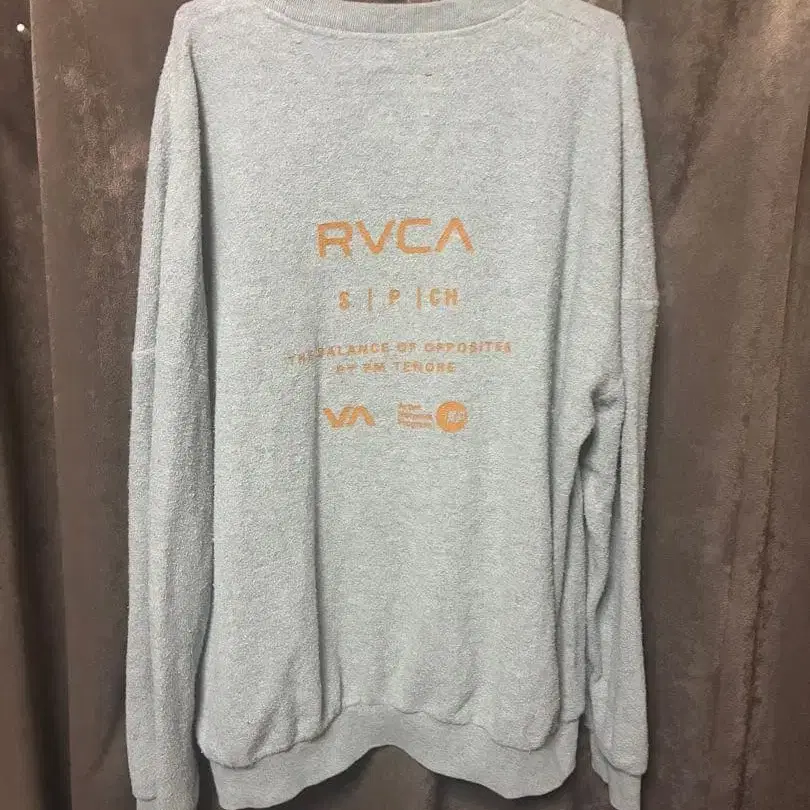 RVCA
S | P | CH
THE BALANCE OF OPPOSITES
BY PM TENORE
VA